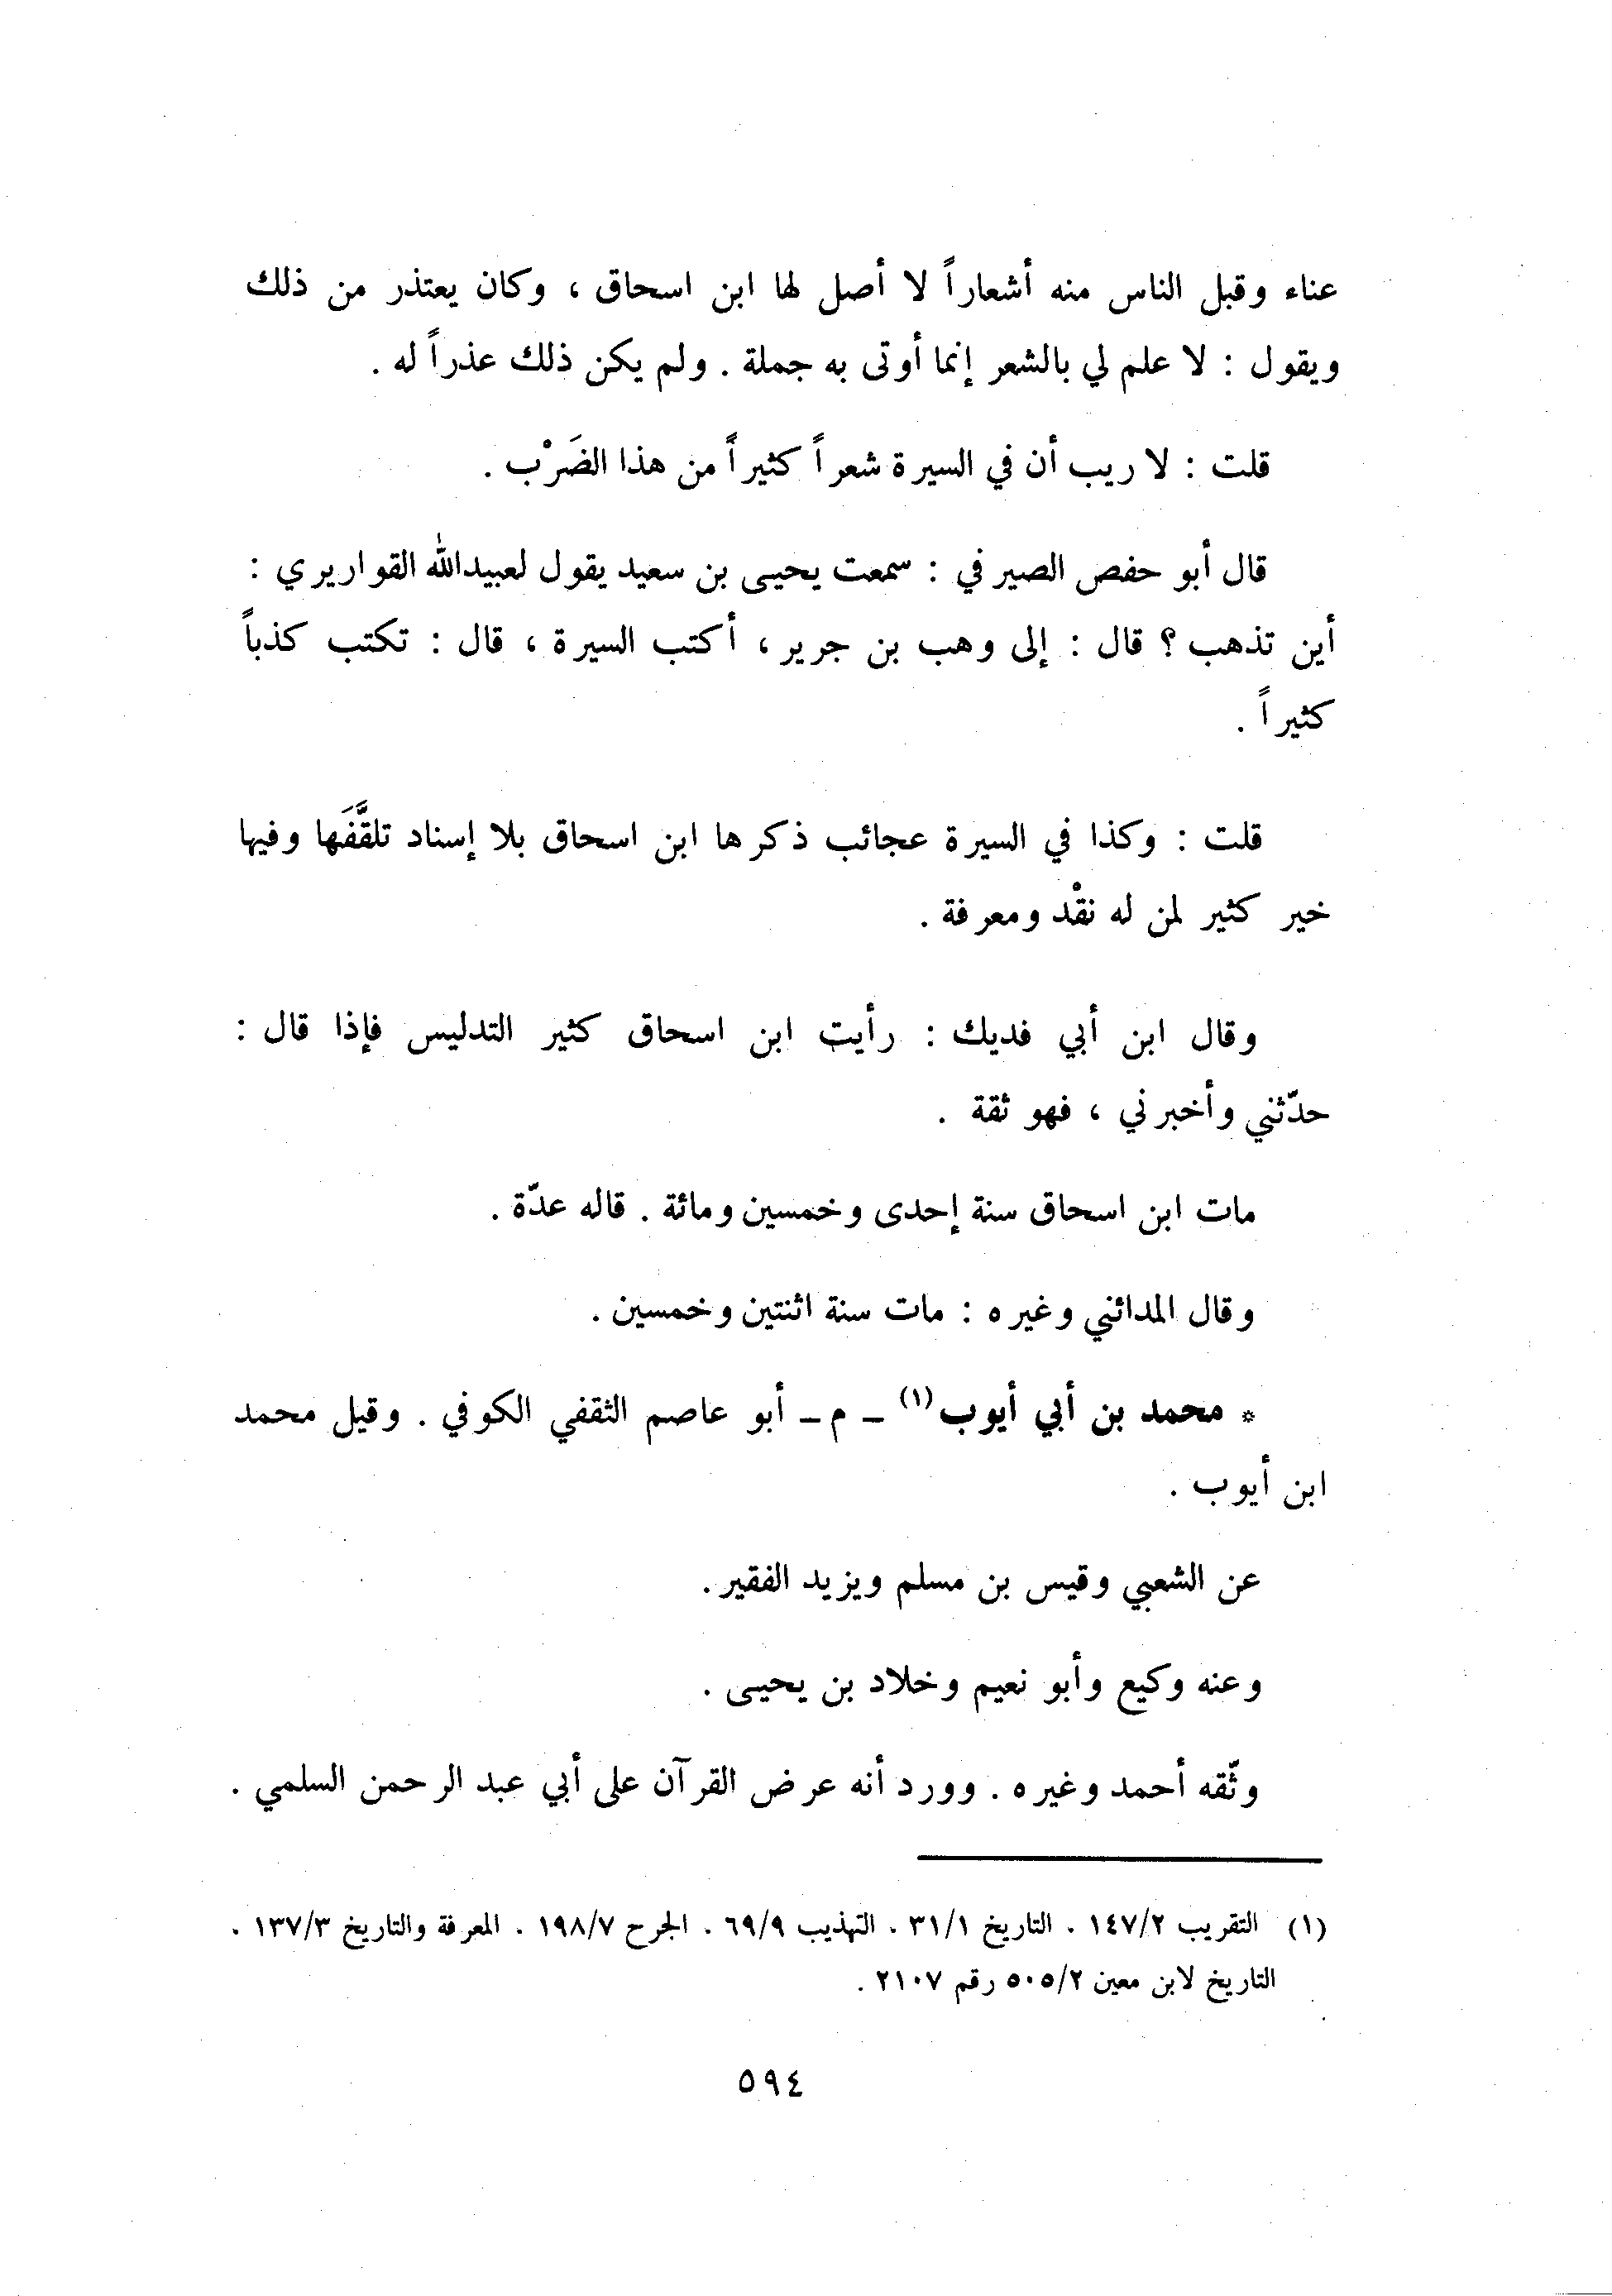 عناء وقبل الناس منه أشعاراً لا أصل لها ابن اسحاق ، وكان يعتذر من ذلك
ويقول : لا علم لي بالشعر إنما أوتى به جملة . ولم يكن ذلك عذراً له .
قلت : لا ريب أن في السيرة شعراً كثيراً من هذا الضَرْب .
قال أبو حفص الصيرفي : سمعت يحيى بن سعيد يقول لعبيدالله القواريري :
أين تذهب ؟ قال : إلى وهب بن جرير ، أكتب السيرة ، قال : تكتب كذباً
كثيراً .
قلت : وكذا في السيرة عجائب ذكرها ابن اسحاق بلا إسناد تلقَّفَها وفيها
خير كثير لمن له نقْد ومعرفة .
وقال ابن أبي فديك : رأيت ابن اسحاق كثير التدليس فإذا قال :
حدّثني وأخبرني ، فهو ثقة .
مات ابن اسحاق سنة إحدى وخمسين ومائة . قاله عدّة .
وقال المدائني وغيره : مات سنة اثنتين وخمسين .
* محمد بن أبي أيوب (١) ـ م ـ أبو عاصم الثقفي الكوفي . وقيل محمد
ابن أيوب .
عن الشعبي وقيس بن مسلم ويزيد الفقير .
وعنه وكيع وأبو نعيم وخلاد بن يحيى .
وثّقه أحمد وغيره . وورد أنه عرض القرآن على أبي عبد الرحمن السلمي .
(١) التقريب ١٤٧/٢ . التاريخ ٣١/١ . التهذيب ٦٩/٩ . الجرح ١٩٨/٧ . المعرفة والتاريخ ١٣٧/٣ .
التاريخ لابن معين ٥٠٥/٢ رقم ٢١٠٧ .
٥٩٤